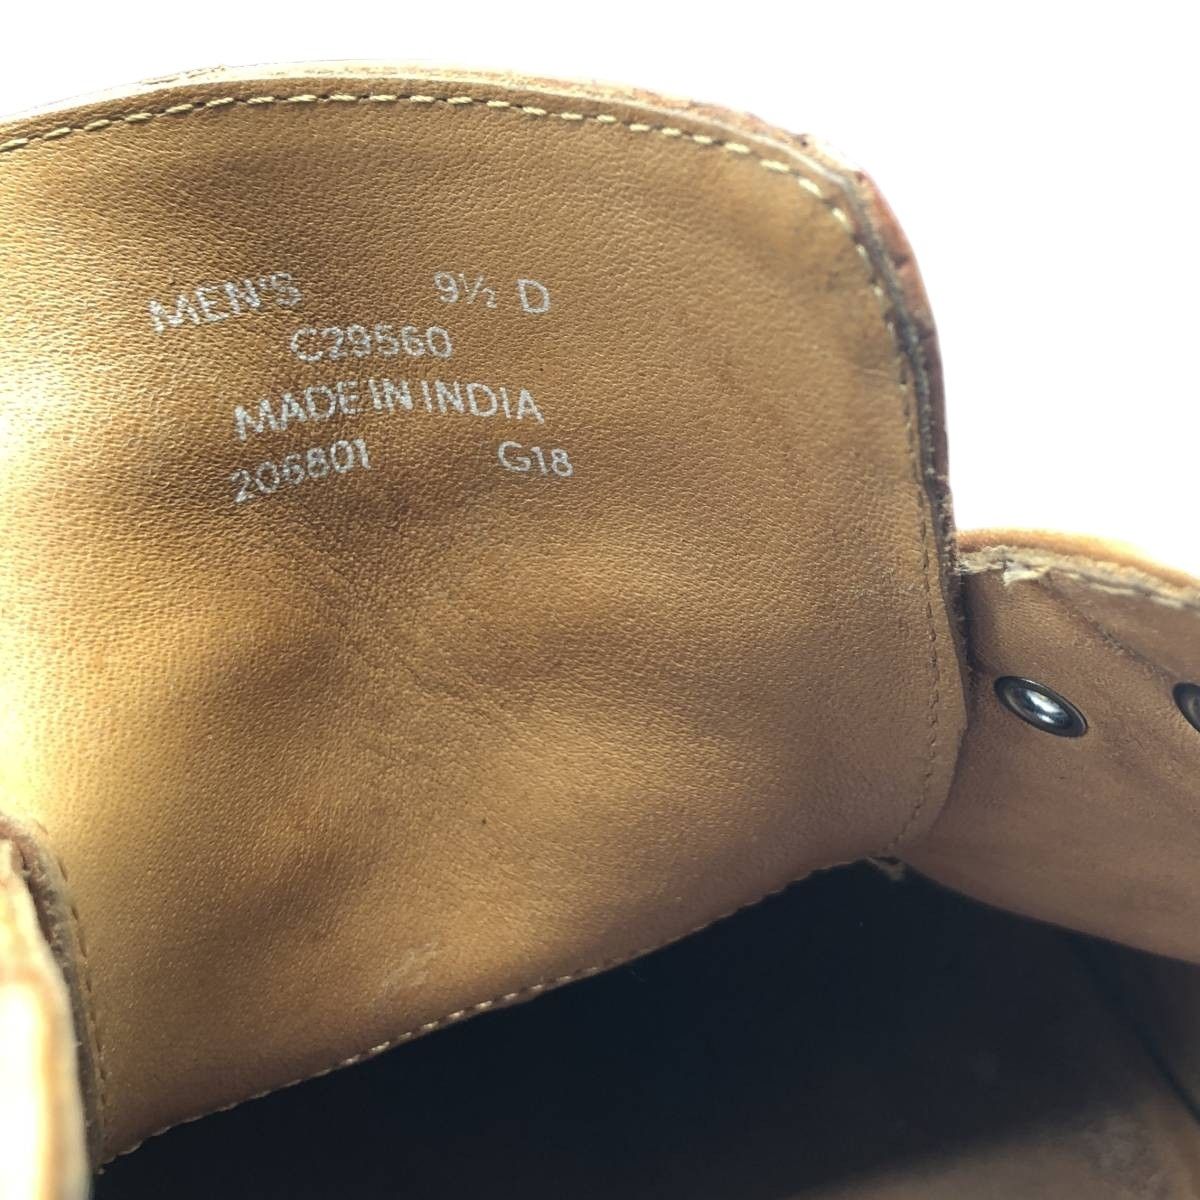 MEN'S 9½ D
C29560
MADE IN INDIA
206801 G18